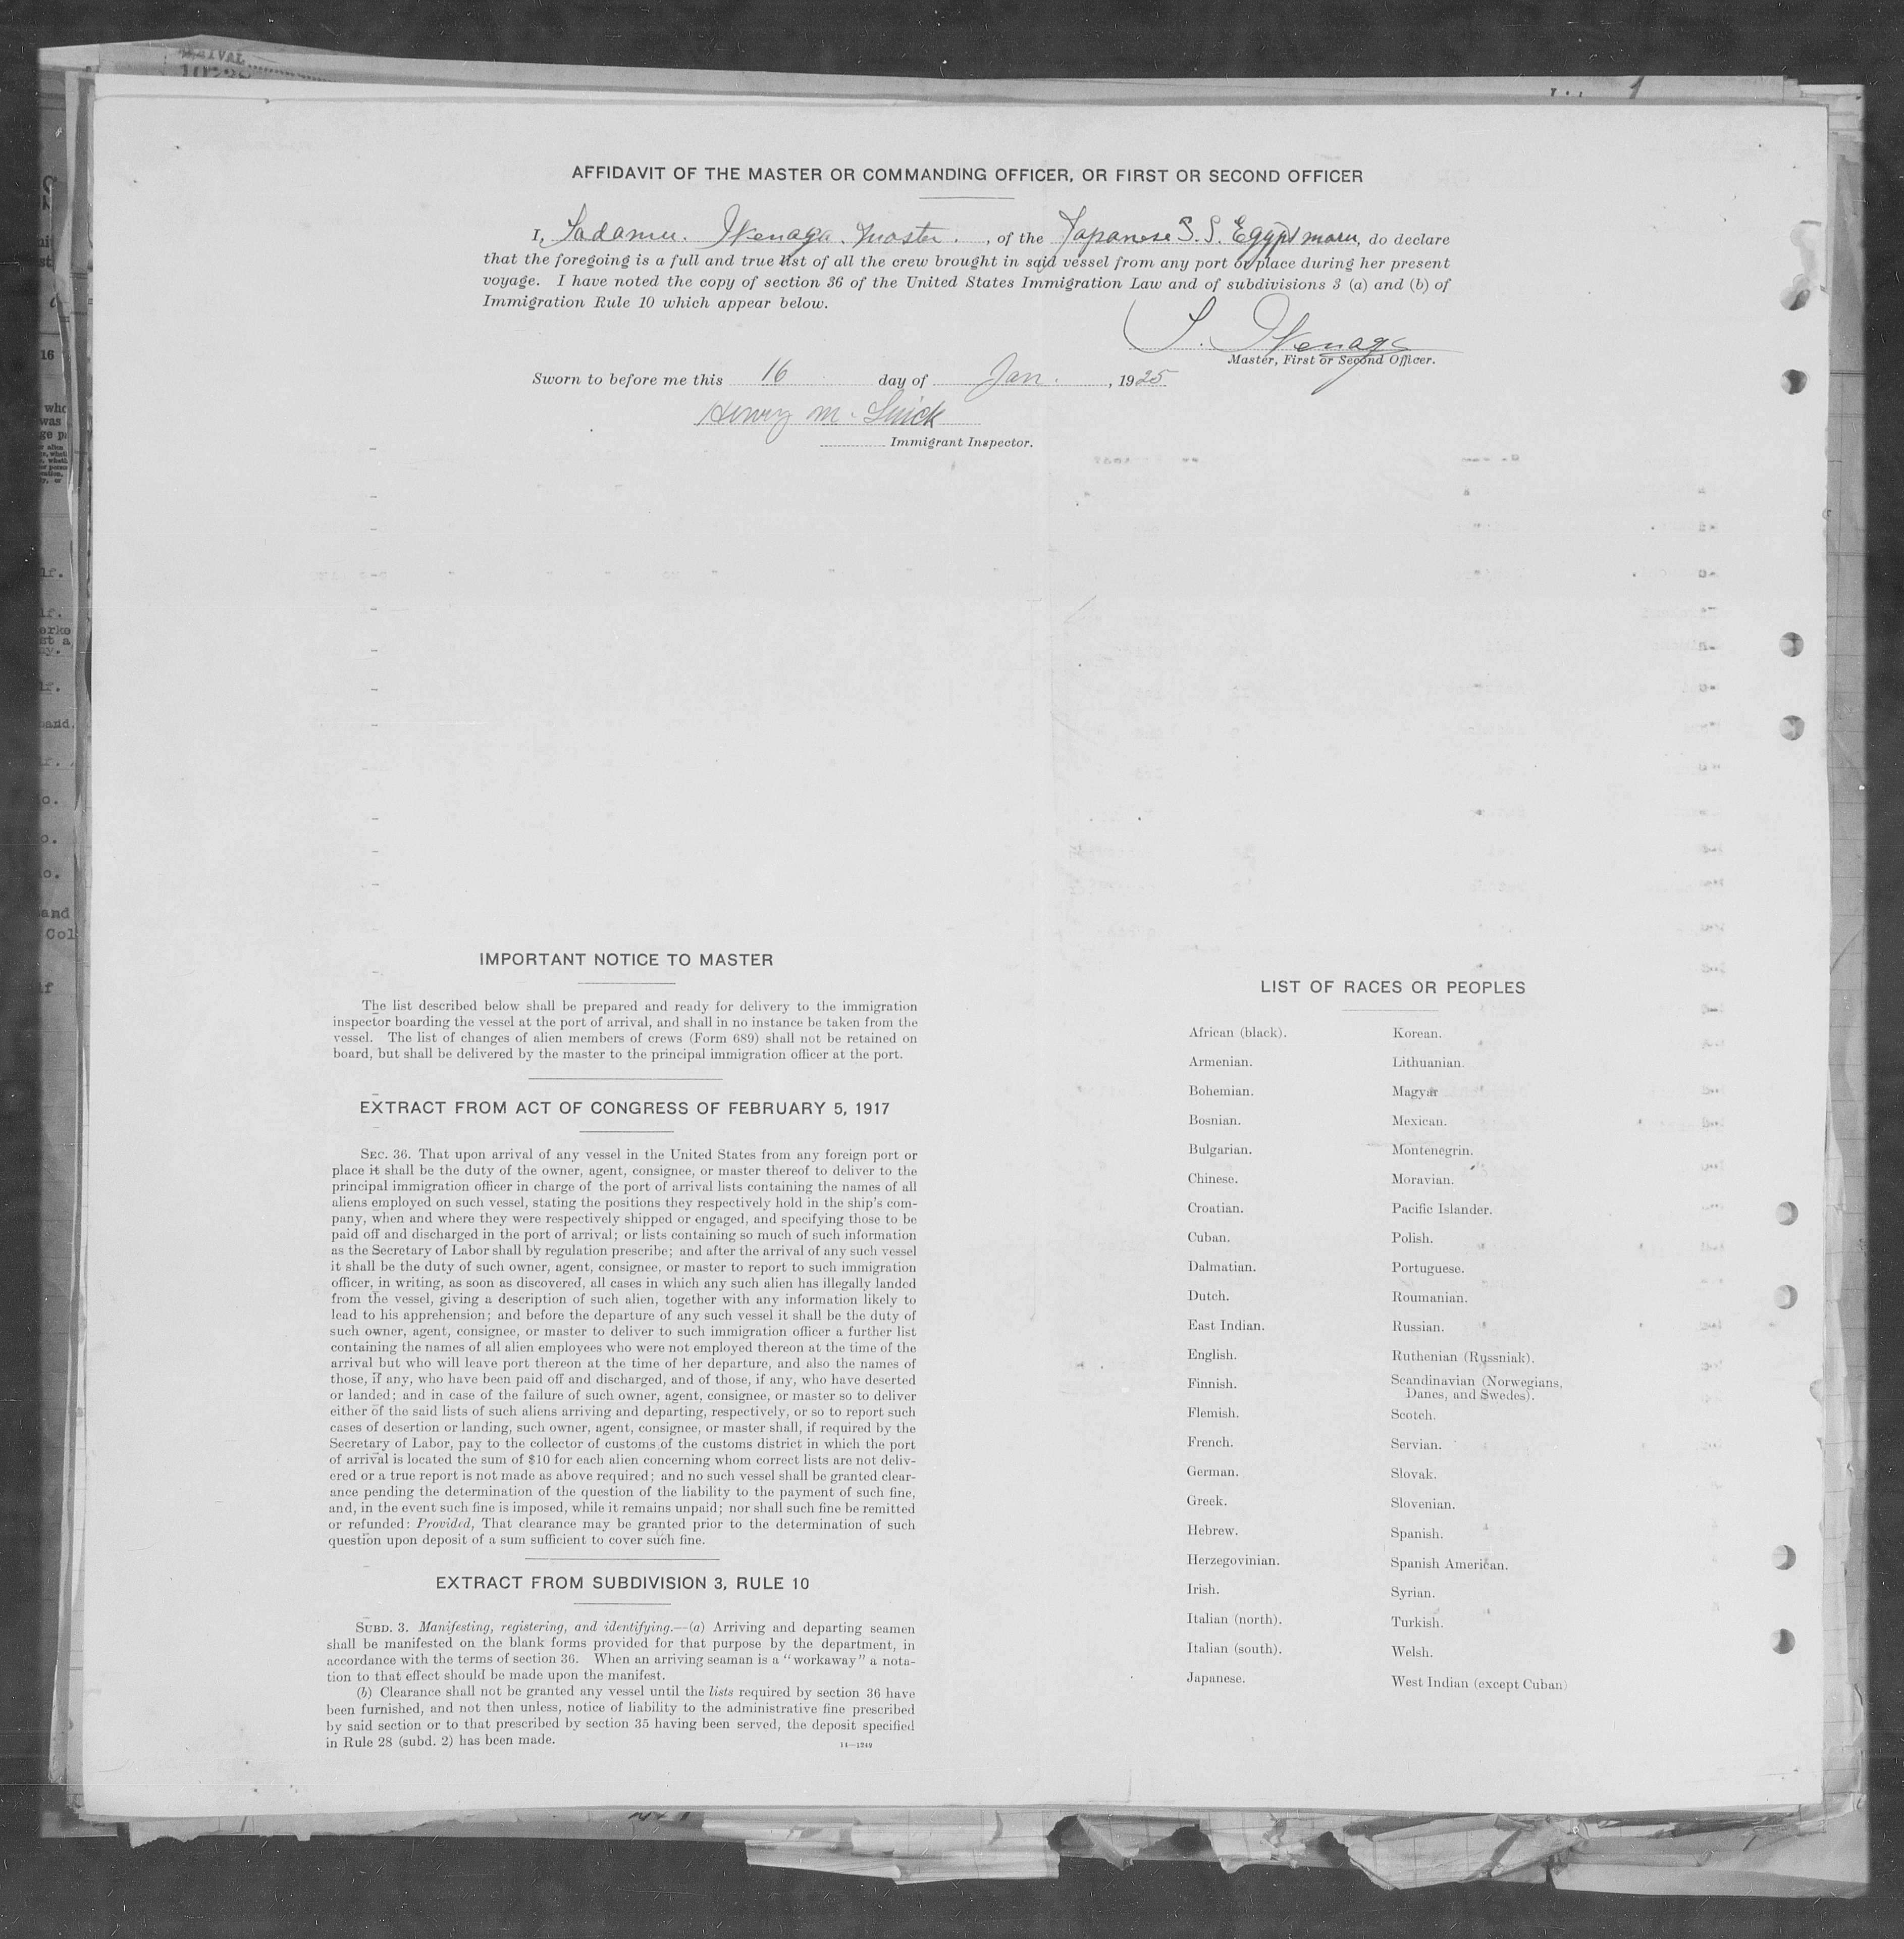 AFFIDAVIT OF THE MASTER OR COMMANDING OFFICER, OR FIRST OR SECOND OFFICER
I, Sadamu. Ikenaga. Master. , of the Japanese S.S. Egypt maru, do declare
that the foregoing is a full and true list of all the crew brought in said vessel from any port or place during her present
voyage. I have noted the copy of section 36 of the United States Immigration Law and of subdivisions 3 (a) and (b) of
Immigration Rule 10 which appear below.
S. Ikenaga
Master, First or Second Officer.
Sworn to before me this 16 day of Jan. , 1925
Henry M.
Immigrant Inspector.
IMPORTANT NOTICE TO MASTER
The list described below shall be prepared and ready for delivery to the immigration
inspector boarding the vessel at the port of arrival, and shall in no instance be taken from the
vessel. The list of changes of alien members of crews (Form 689) shall not be retained on
board, but shall be delivered by the master to the principal immigration officer at the port.
EXTRACT FROM ACT OF CONGRESS OF FEBRUARY 5, 1917
SEC. 36. That upon arrival of any vessel in the United States from any foreign port or
place it shall be the duty of the owner, agent, consignee, or master thereof to deliver to the
principal immigration officer in charge of the port of arrival lists containing the names of all
aliens employed on such vessel, stating the positions they respectively hold in the ship's com-
pany, when and where they were respectively shipped or engaged, and specifying those to be
paid off and discharged in the port of arrival; or lists containing so much of such information
as the Secretary of Labor shall by regulation prescribe; and after the arrival of any such vessel
it shall be the duty of such owner, agent, consignee, or master to report to such immigration
officer, in writing, as soon as discovered, all cases in which any such alien has illegally landed
from the vessel, giving a description of such alien, together with any information likely to
lead to his apprehension; and before the departure of any such vessel it shall be the duty of
such owner, agent, consignee, or master to deliver to such immigration officer a further list
containing the names of all alien employees who were not employed thereon at the time of the
arrival but who will leave port thereon at the time of her departure, and also the names of
those, if any, who have been paid off and discharged, and of those, if any, who have deserted
or landed; and in case of the failure of such owner, agent, consignee, or master so to deliver
either of the said lists of such aliens arriving and departing, respectively, or so to report such
cases of desertion or landing, such owner, agent, consignee, or master shall, if required by the
Secretary of Labor, pay to the collector of customs of the customs district in which the port
of arrival is located the sum of $10 for each alien concerning whom correct lists are not deliv-
ered or a true report is not made as above required; and no such vessel shall be granted clear-
ance pending the determination of the question of the liability to the payment of such fine,
and, in the event such fine is imposed, while it remains unpaid; nor shall such fine be remitted
or refunded: Provided, That clearance may be granted prior to the determination of such
question upon deposit of a sum sufficient to cover such fine.
EXTRACT FROM SUBDIVISION 3, RULE 10
SUBD. 3. Manifesting, registering, and identifying.—(a) Arriving and departing seamen
shall be manifested on the blank forms provided for that purpose by the department, in
accordance with the terms of section 36. When an arriving seaman is a "workaway" a nota-
tion to that effect should be made upon the manifest.
(b) Clearance shall not be granted any vessel until the lists required by section 36 have
been furnished, and not then unless, notice of liability to the administrative fine prescribed
by said section or to that prescribed by section 35 having been served, the deposit specified
in Rule 28 (subd. 2) has been made.
14—1249
LIST OF RACES OR PEOPLES
African (black).
Armenian.
Bohemian.
Bosnian.
Bulgarian.
Chinese.
Croatian.
Cuban.
Dalmatian.
Dutch.
East Indian.
English.
Finnish.
Flemish.
French.
German.
Greek.
Hebrew.
Herzegovinian.
Irish.
Italian (north).
Italian (south).
Japanese.
Korean.
Lithuanian.
Magyar
Mexican.
Montenegrin.
Moravian.
Pacific Islander.
Polish.
Portuguese.
Roumanian.
Russian.
Ruthenian (Russniak).
Scandinavian (Norwegians,
Danes, and Swedes).
Scotch.
Servian.
Slovak.
Slovenian.
Spanish.
Spanish American.
Syrian.
Turkish.
Welsh.
West Indian (except Cuban)